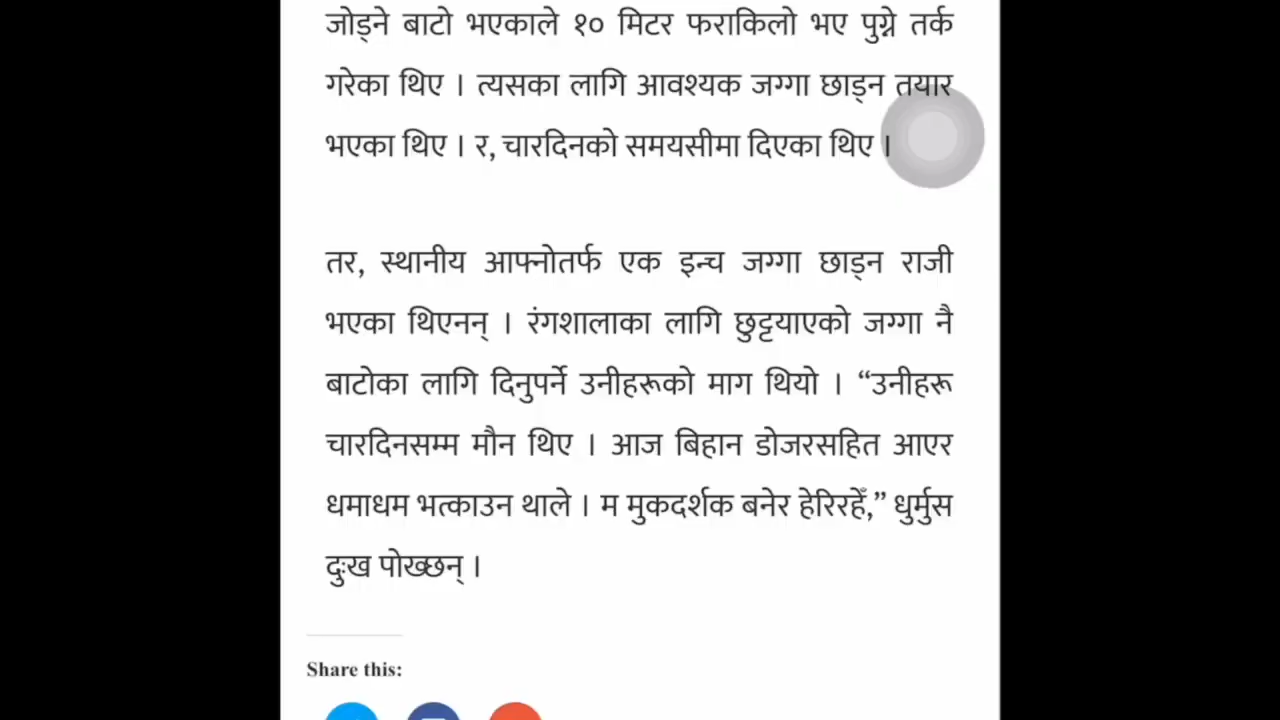 जोड्ने बाटो भएकाले १० मिटर फराकिलो भए पुग्ने तर्क
गरेका थिए । त्यसका लागि आवश्यक जग्गा छाड्न तयार
भएका थिए । र, चारदिनको समयसीमा दिएका थिए ।
तर, स्थानीय आफ्नोतर्फ एक इन्च जग्गा छाड्न राजी
भएका थिएनन् । रंगशालाका लागि छुट्टयाएको जग्गा नै
बाटोका लागि दिनुपर्ने उनीहरूको माग थियो । “उनीहरू
चारदिनसम्म मौन थिए । आज बिहान डोजरसहित आएर
धमाधम भत्काउन थाले । म मुकदर्शक बनेर हेरिरहेँ,” धुर्मुस
दुःख पोख्छन् ।
Share this: